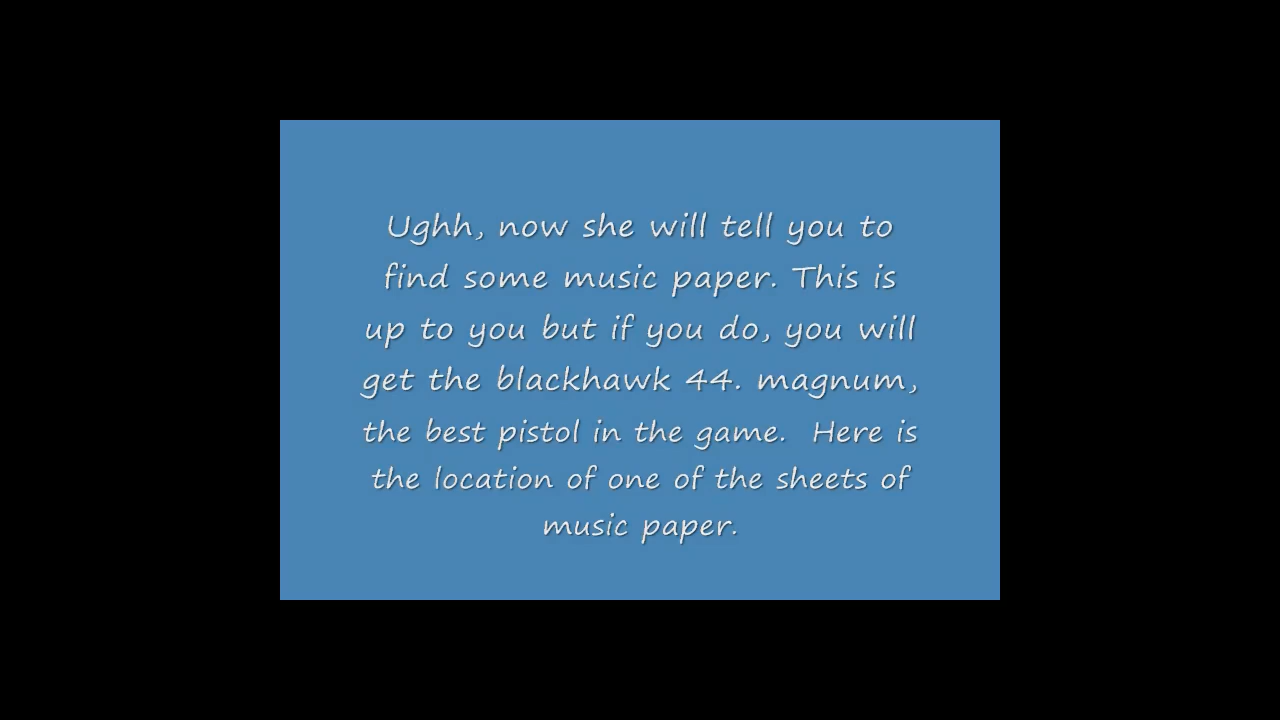 Ughh, now she will tell you to
find some music paper. This is
up to you but if you do, you will
get the blackhawk 44. magnum,
the best pistol in the game.  Here is
the location of one of the sheets of
music paper.